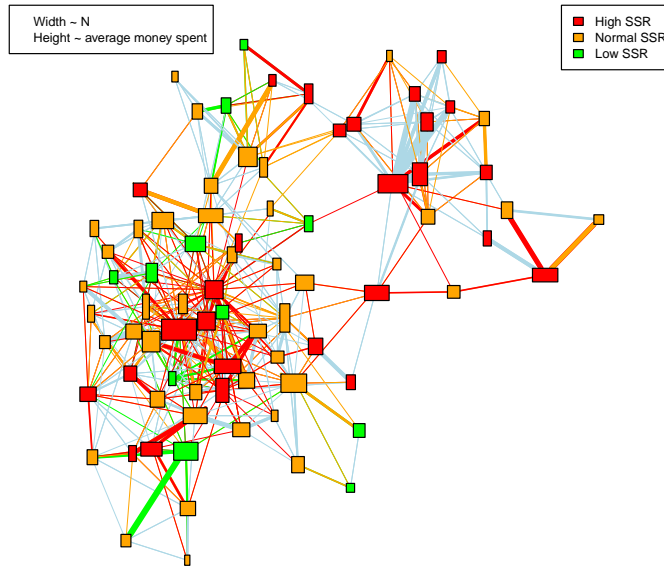 Width ~ N
Height ~ average money spent
High SSR
Normal SSR
Low SSR